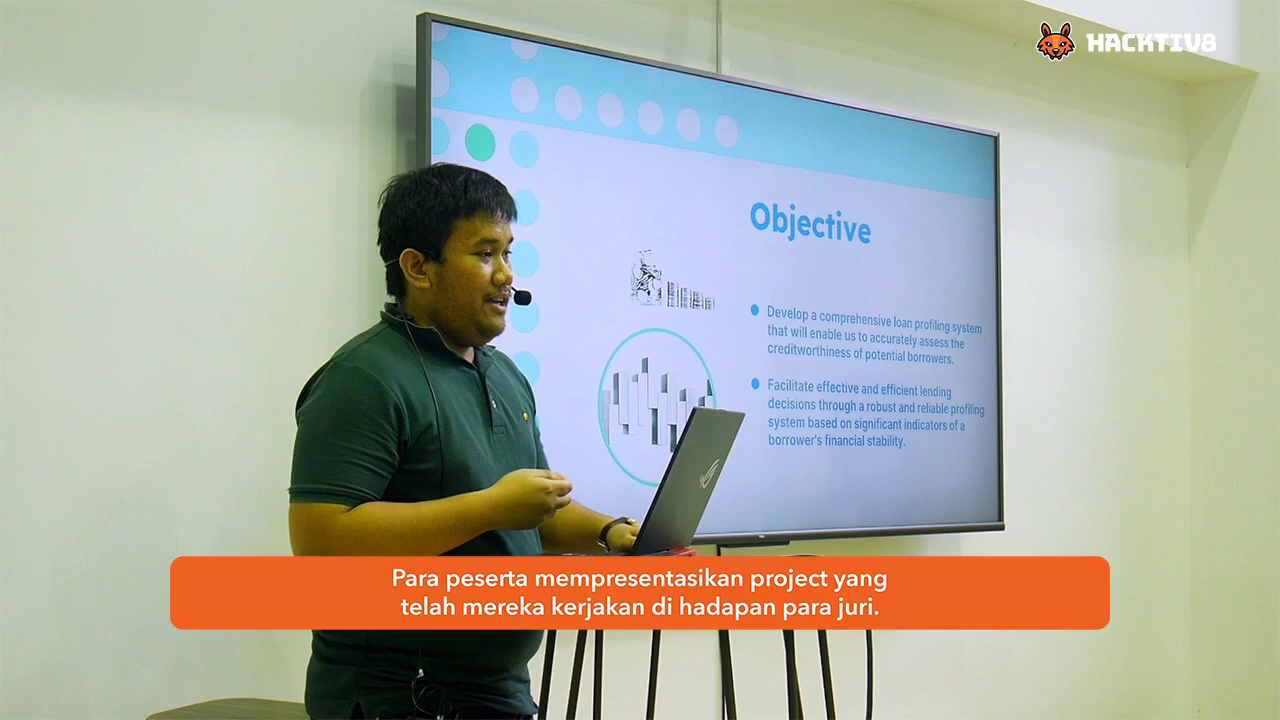 HACKTIV8
Objective
Develop a comprehensive loan profiling system
that will enable us to accurately assess the
creditworthiness of potential borrowers.
Facilitate effective and efficient lending
decisions through a robust and reliable profiling
system based on significant indicators of a
borrower's financial stability.
Para peserta mempresentasikan project yang
telah mereka kerjakan di hadapan para juri.